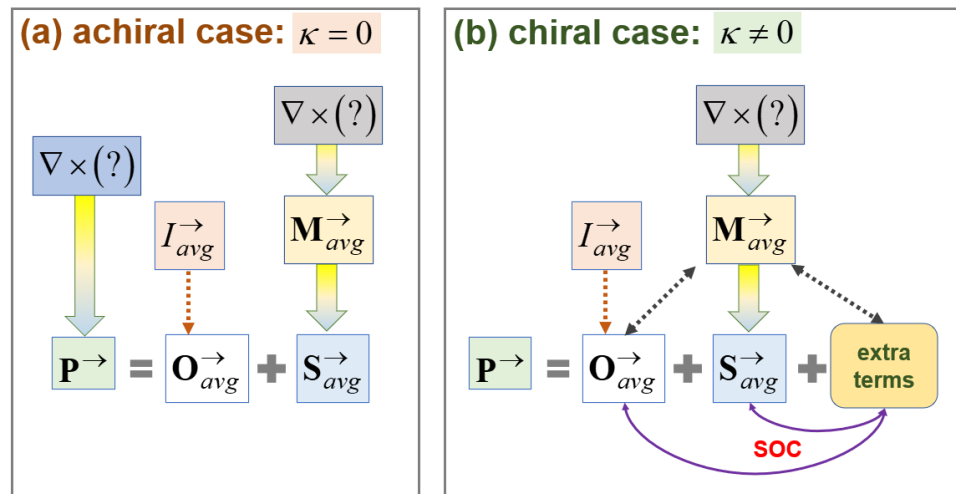 (a) achiral case: κ = 0
∇ × (?)
∇ × (?)
I→avg
M→avg
P→ = O→avg + S→avg
(b) chiral case: κ ≠ 0
∇ × (?)
I→avg
M→avg
P→ = O→avg + S→avg + extra
terms
SOC